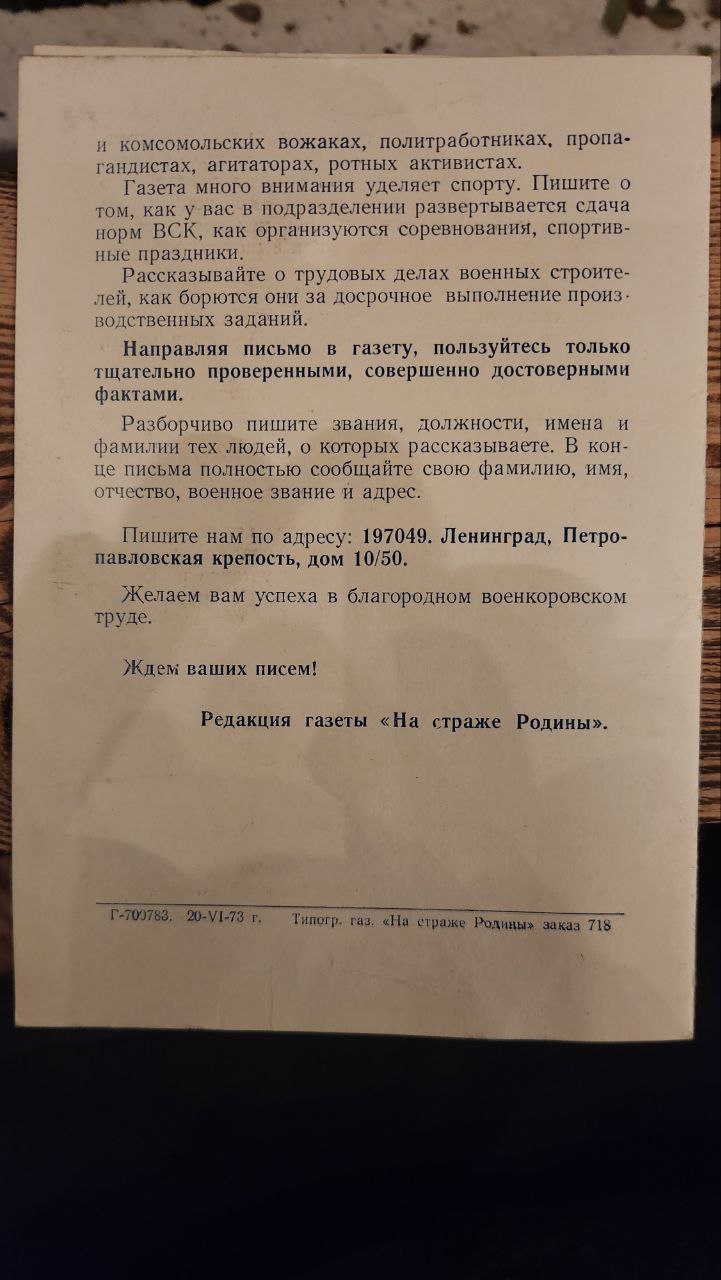 и комсомольских вожаках, политработниках, пропа-
гандистах, агитаторах, ротных активистах.
Газета много внимания уделяет спорту. Пишите о
том, как у вас в подразделении развертывается сдача
норм ВСК, как организуются соревнования, спортив-
ные праздники.
Рассказывайте о трудовых делах военных строите-
лей, как борются они за досрочное выполнение произ-
водственных заданий.
Направляя письмо в газету, пользуйтесь только
тщательно проверенными, совершенно достоверными
фактами.
Разборчиво пишите звания, должности, имена и
фамилии тех людей, о которых рассказываете. В кон-
це письма полностью сообщайте свою фамилию, имя,
отчество, военное звание и адрес.
Пишите нам по адресу: 197049. Ленинград, Петро-
павловская крепость, дом 10/50.
Желаем вам успеха в благородном военкоровском
труде.
Ждем ваших писем!
Редакция газеты «На страже Родины».
Г-700783. 20-VI-73 г. Типогр. газ. «На страже Родины» заказ 718